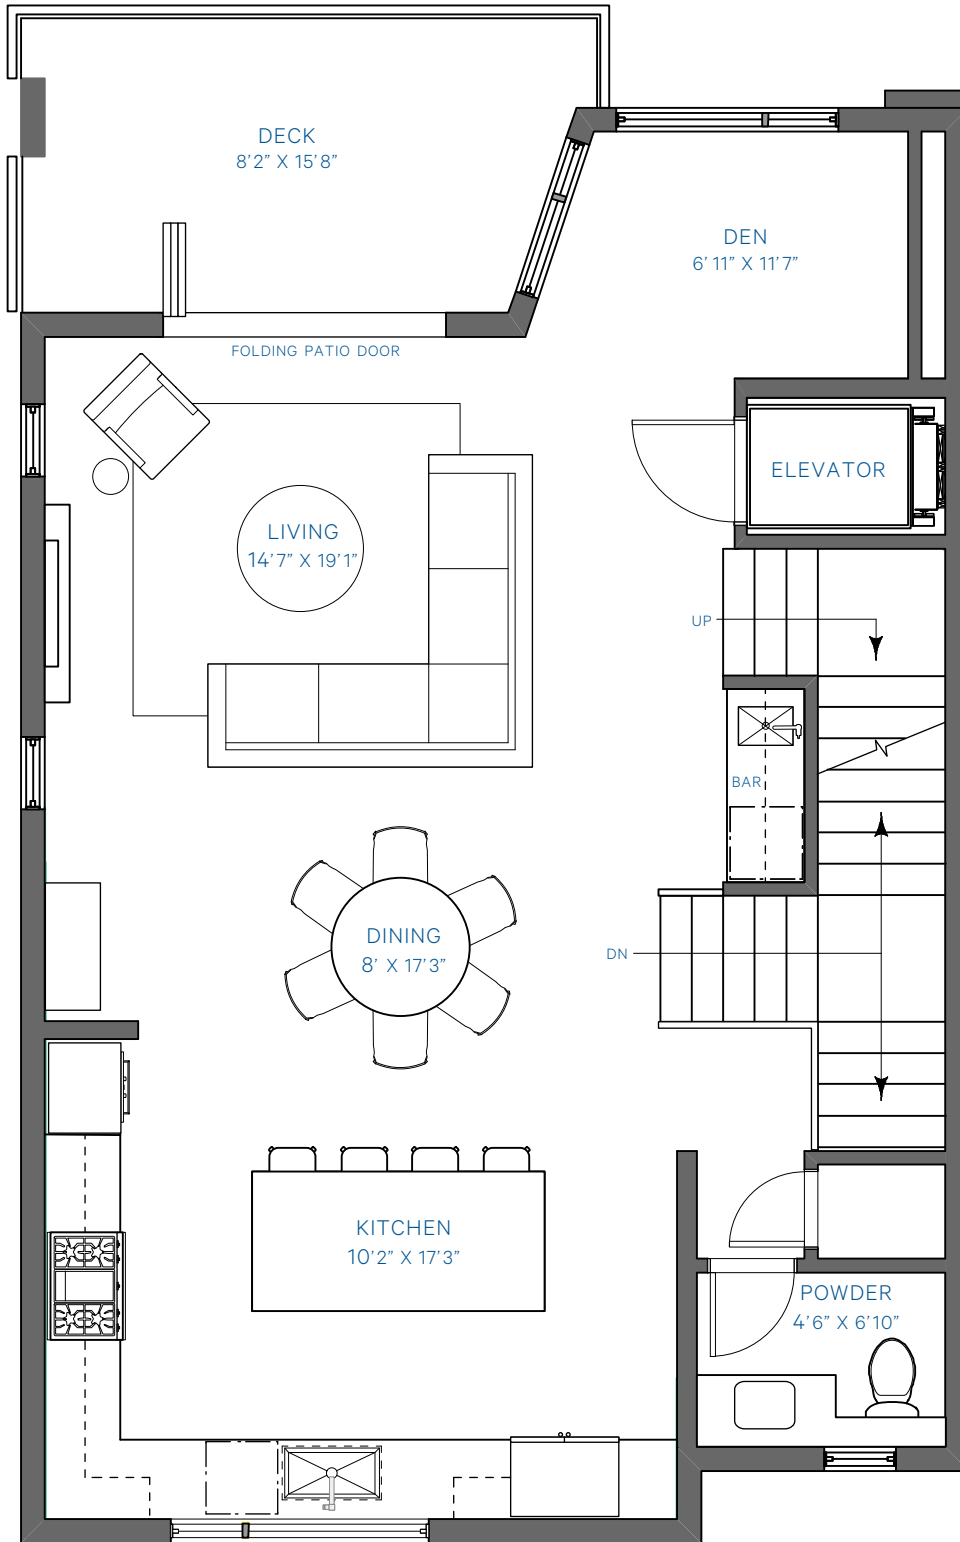 DECK
8’2” X 15’8”
DEN
6’ 11” X 11’7”
FOLDING PATIO DOOR
ELEVATOR
LIVING
14’7” X 19’1”
UP
BAR
DINING
8’ X 17’3”
DN
KITCHEN
10’2” X 17’3”
POWDER
4’6” X 6’10”